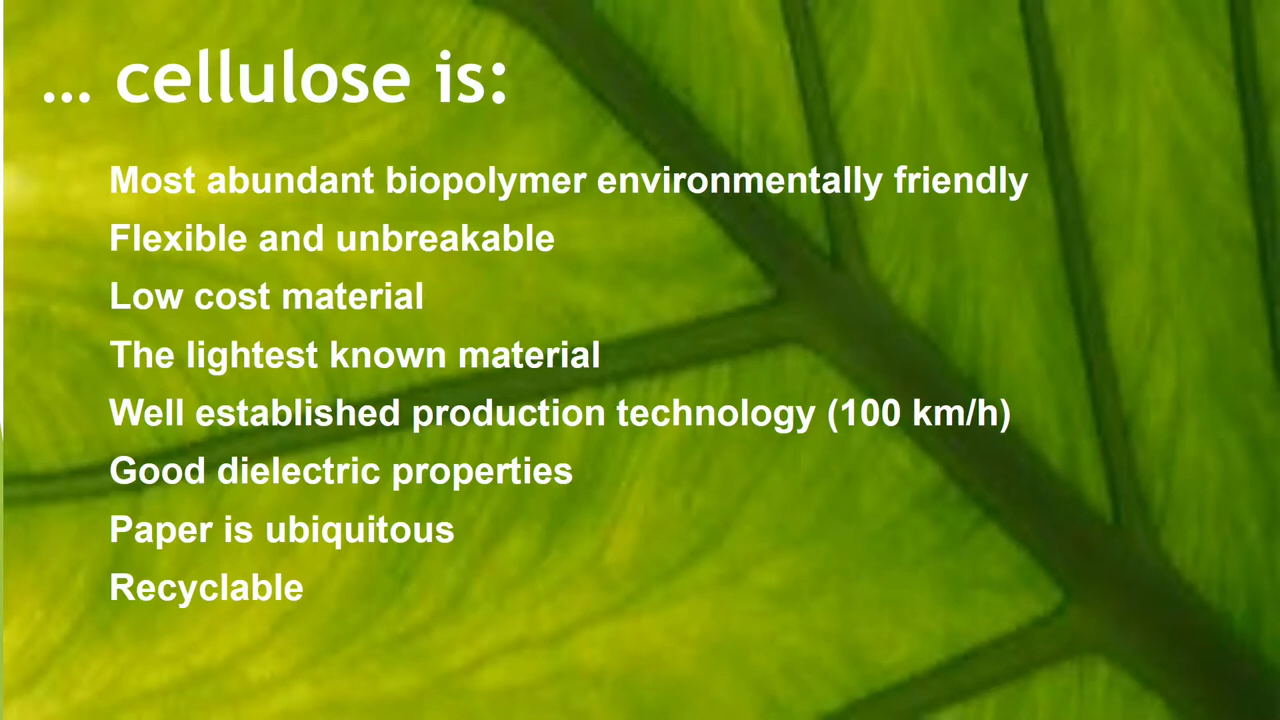 ... cellulose is:
Most abundant biopolymer environmentally friendly
Flexible and unbreakable
Low cost material
The lightest known material
Well established production technology (100 km/h)
Good dielectric properties
Paper is ubiquitous
Recyclable